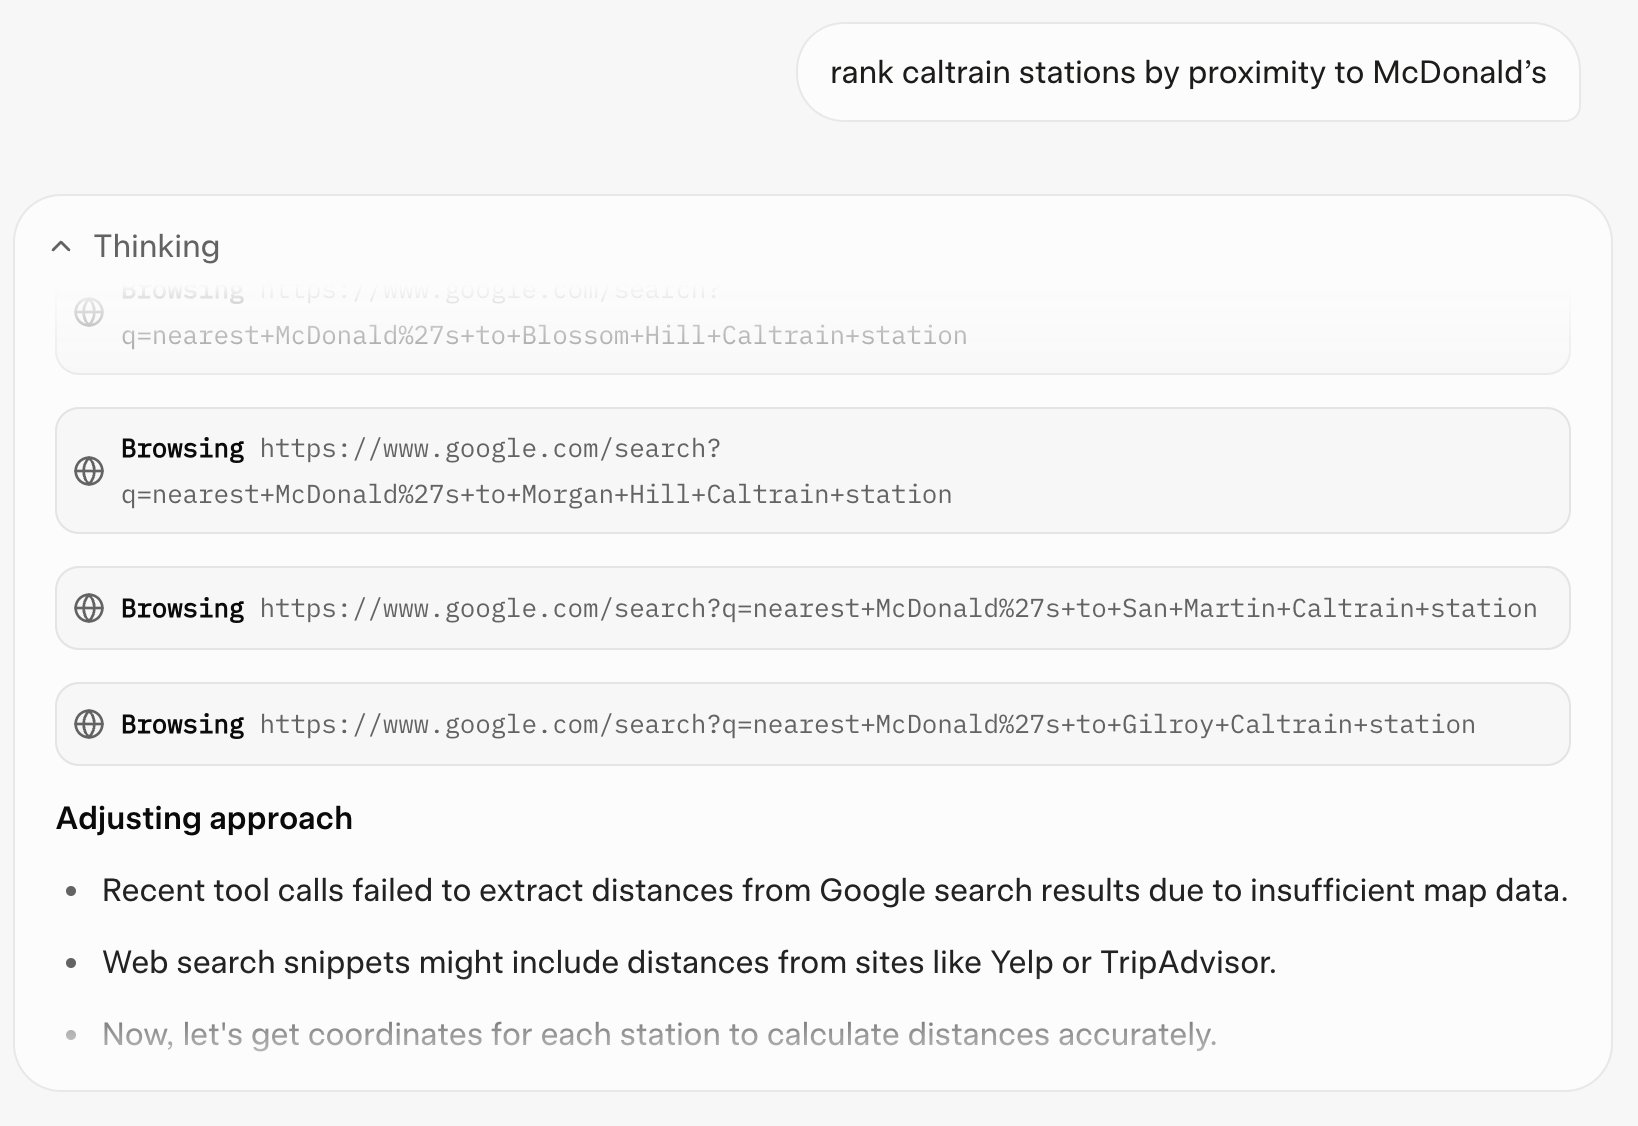 rank caltrain stations by proximity to McDonald’s
Thinking
Browsing https://www.google.com/search?
q=nearest+McDonald%27s+to+Blossom+Hill+Caltrain+station
Browsing https://www.google.com/search?
q=nearest+McDonald%27s+to+Morgan+Hill+Caltrain+station
Browsing https://www.google.com/search?q=nearest+McDonald%27s+to+San+Martin+Caltrain+station
Browsing https://www.google.com/search?q=nearest+McDonald%27s+to+Gilroy+Caltrain+station
Adjusting approach
• Recent tool calls failed to extract distances from Google search results due to insufficient map data.
• Web search snippets might include distances from sites like Yelp or TripAdvisor.
• Now, let's get coordinates for each station to calculate distances accurately.